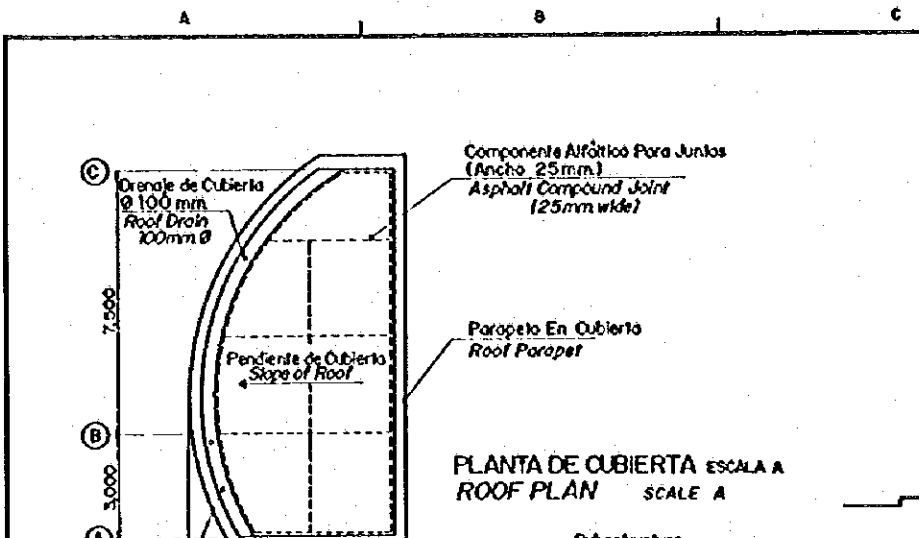 A B C
C
Drenaje de Cubierta
Ø 100 mm.
Roof Drain
100mm Ø
Componente Alfáltico Para Juntas
(Ancho 25mm.)
Asphalt Compound Joint
(25mm wide)
7,500
Parapeto En Cubierta
Roof Parapet
Pendiente de Cubierta
Slope of Roof
B
3,000
PLANTA DE CUBIERTA ESCALA A
ROOF PLAN SCALE A
A